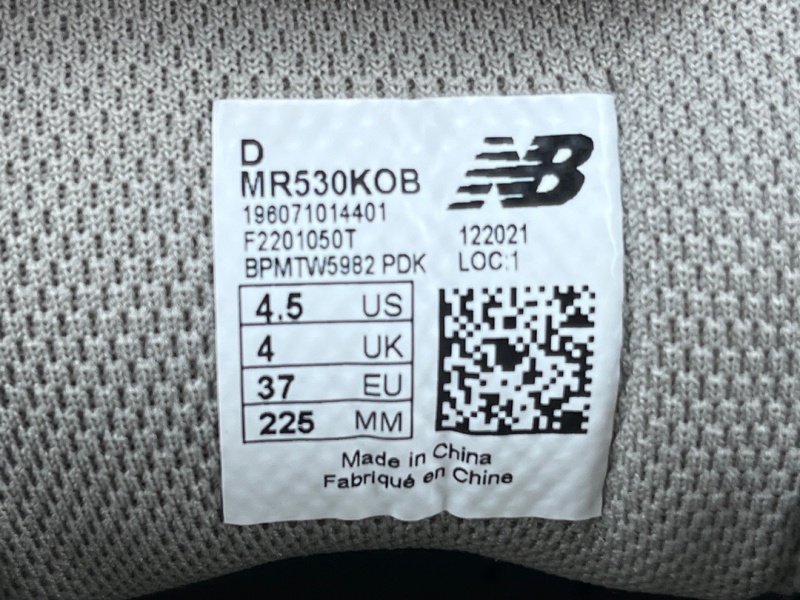 D
NB
MR530KOB
196071014401
F2201050T 122021
BPMTW5982 PDK LOC:1
4.5 US
4 UK
37 EU
225 MM
Made in China
Fabriqué en Chine